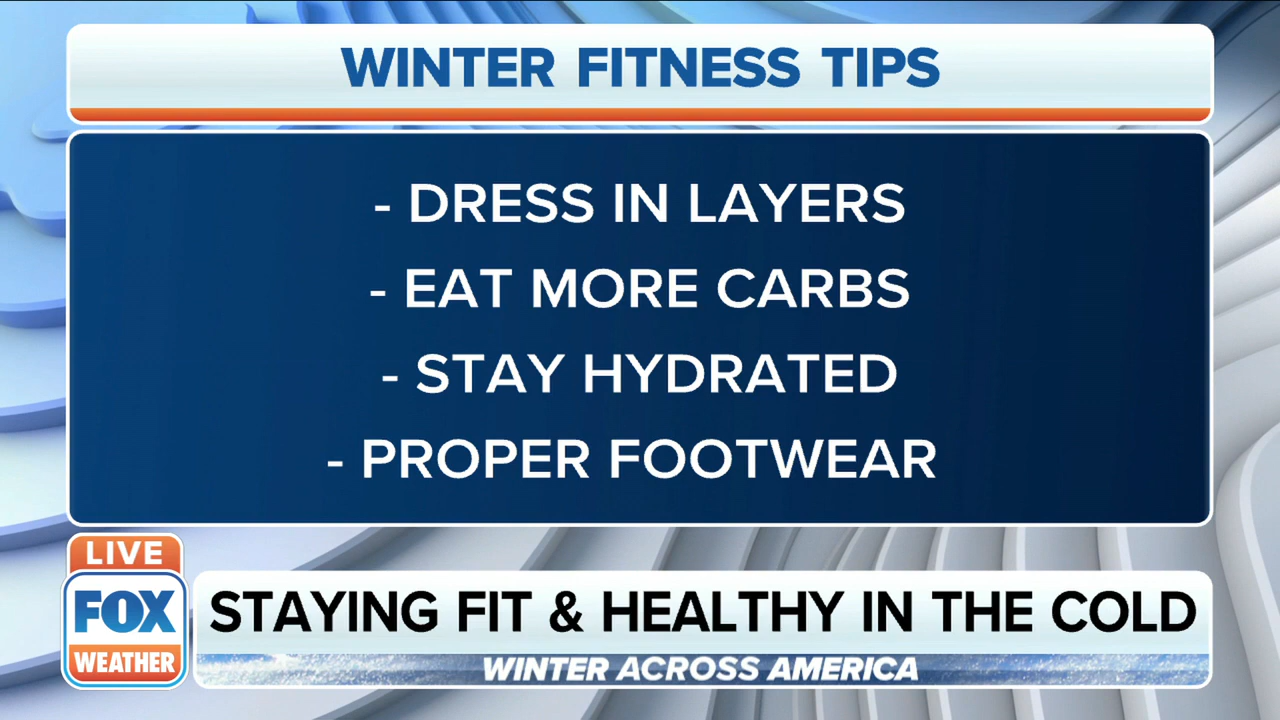 WINTER FITNESS TIPS
- DRESS IN LAYERS
- EAT MORE CARBS
- STAY HYDRATED
- PROPER FOOTWEAR
LIVE
FOX
WEATHER
STAYING FIT & HEALTHY IN THE COLD
WINTER ACROSS AMERICA